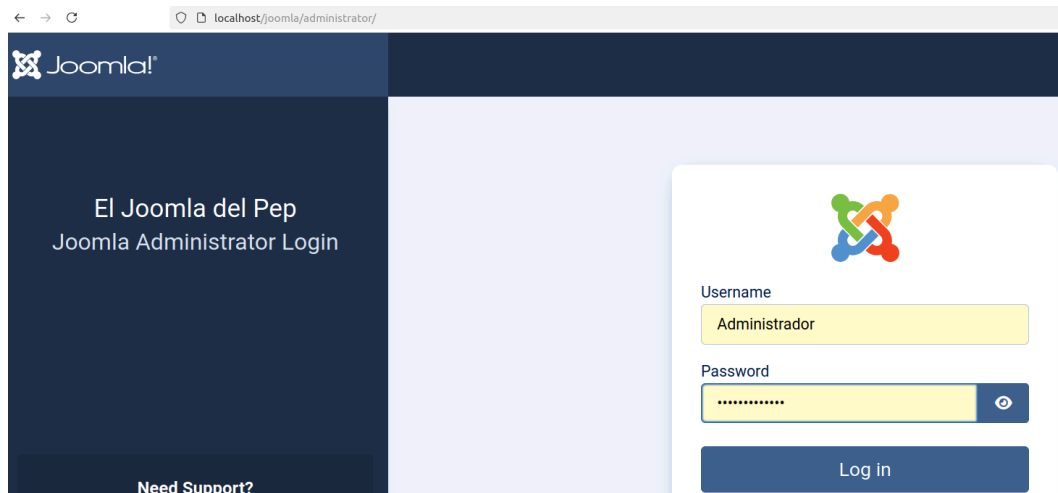 localhost/joomla/administrator/
Joomla!®
El Joomla del Pep
Joomla Administrator Login
Username
Administrador
Password
•••••••••••••
Log in
Need Support?